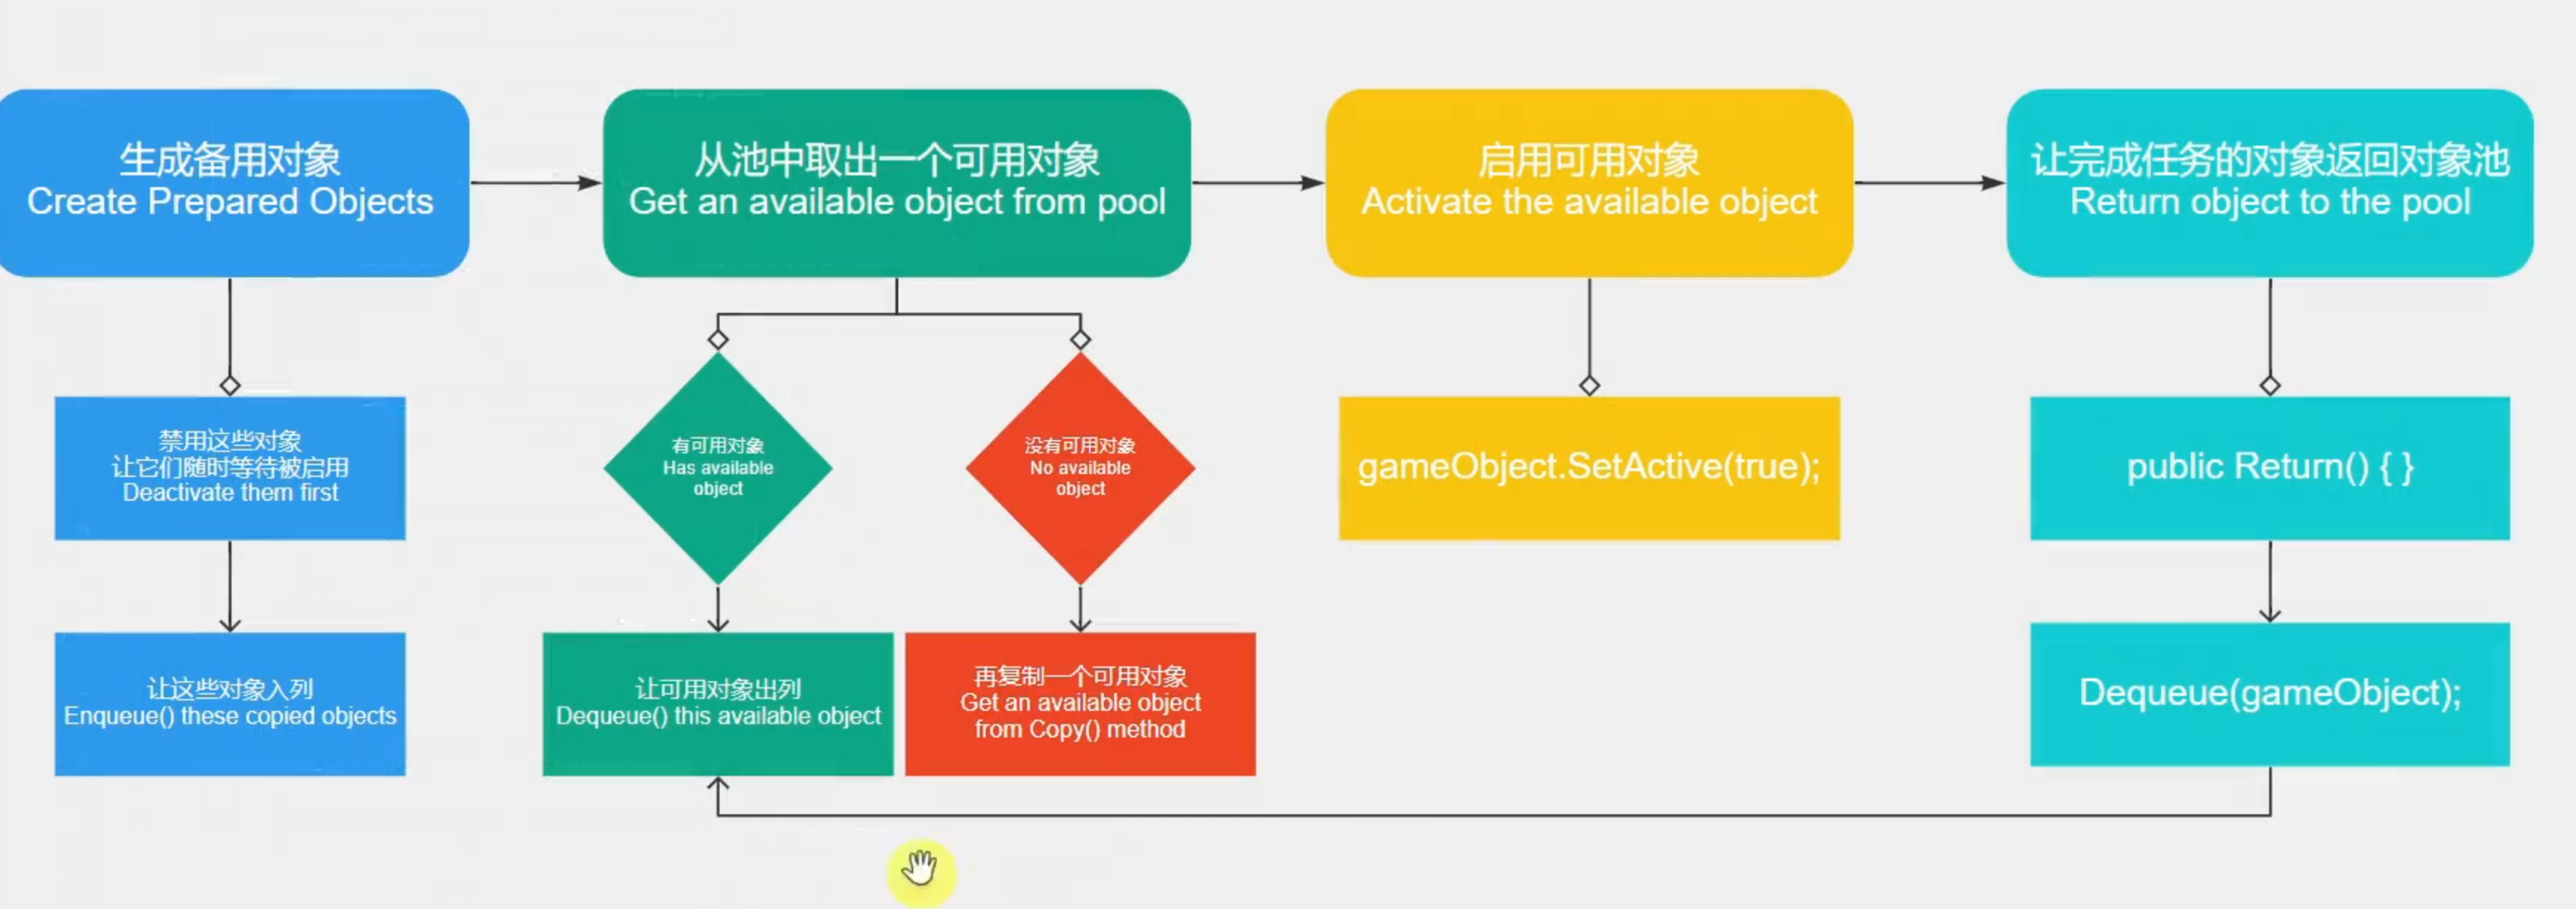 生成备用对象
Create Prepared Objects
从池中取出一个可用对象
Get an available object from pool
启用可用对象
Activate the available object
让完成任务的对象返回对象池
Return object to the pool
禁用这些对象
让它们随时等待被启用
Deactivate them first
有可用对象
Has available
object
没有可用对象
No available
object
gameObject.SetActive(true);
public Return() { }
让这些对象入列
Enqueue() these copied objects
让可用对象出列
Dequeue() this available object
再复制一个可用对象
Get an available object
from Copy() method
Dequeue(gameObject);